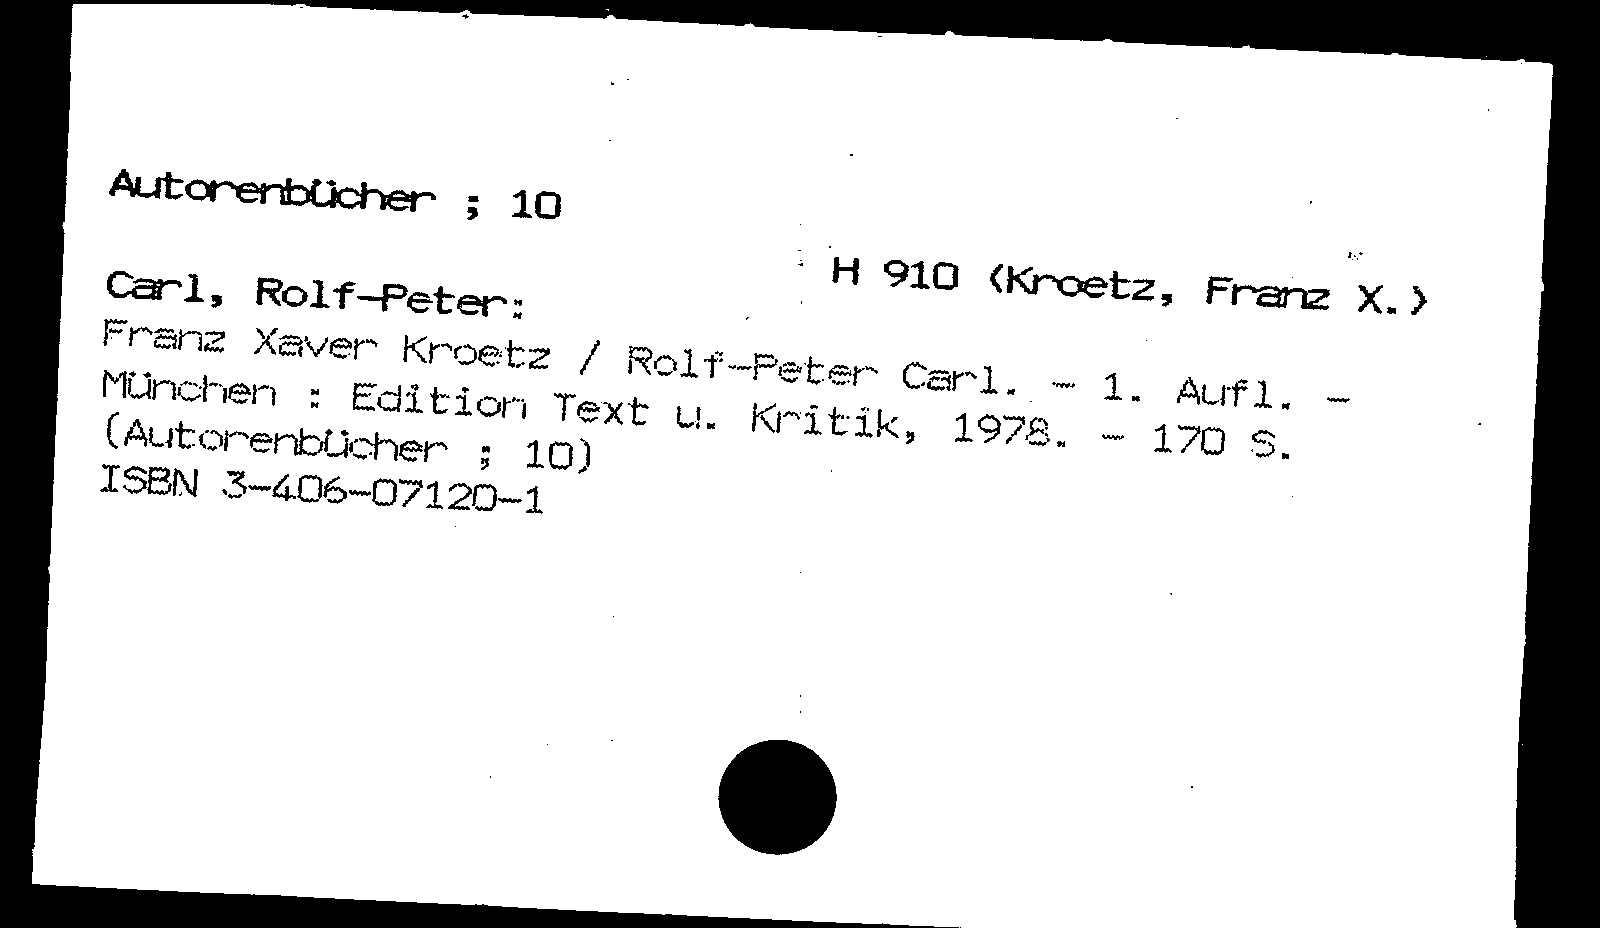 Autorenbücher ; 10
H 910 (Kroetz, Franz X.)
Carl, Rolf-Peter:
Franz Xaver Kroetz / Rolf-Peter Carl. - 1. Aufl. -
München : Edition Text u. Kritik, 1978. - 170 S.
(Autorenbücher ; 10)
ISBN 3-406-07120-1